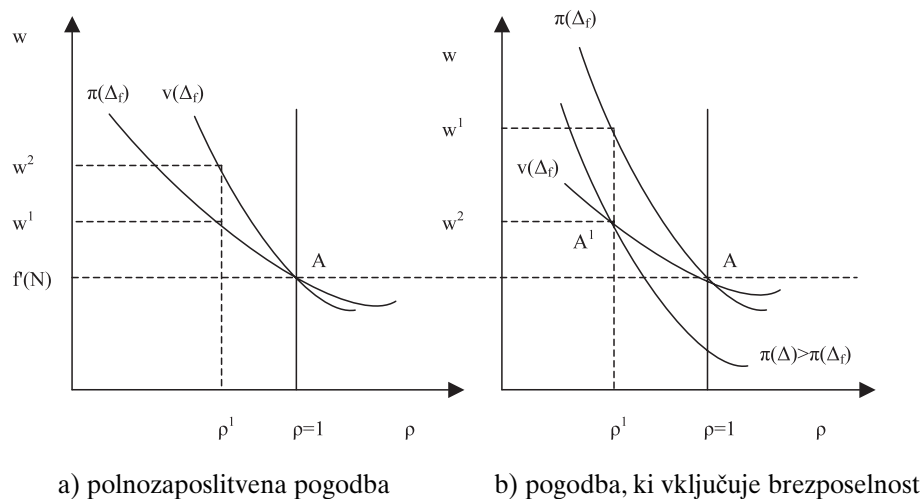 w
π(Δf)
v(Δf)
w²
w¹
f'(N)
A
ρ¹
ρ=1
ρ
a) polnozaposlitvena pogodba
π(Δf)
w
w¹
v(Δf)
w²
A¹
A
π(Δ)>π(Δf)
ρ¹
ρ=1
ρ
b) pogodba, ki vključuje brezposelnost